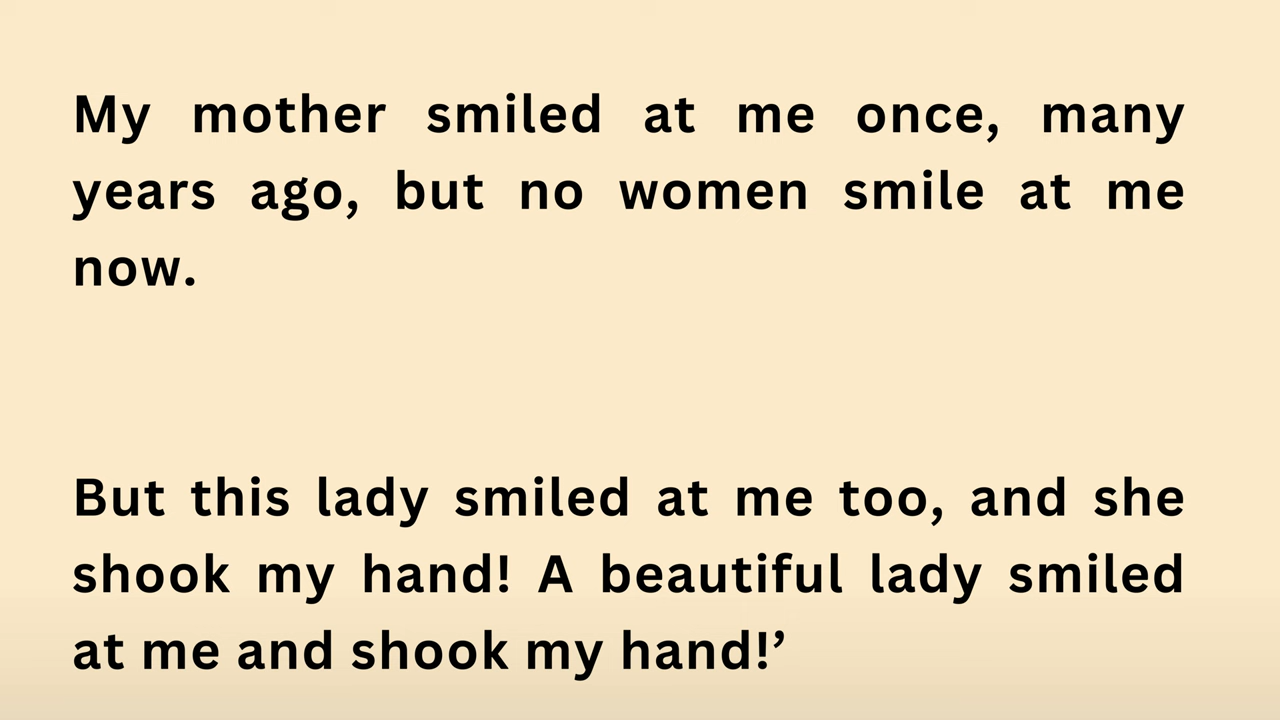 My mother smiled at me once, many
years ago, but no women smile at me
now.
But this lady smiled at me too, and she
shook my hand! A beautiful lady smiled
at me and shook my hand!’